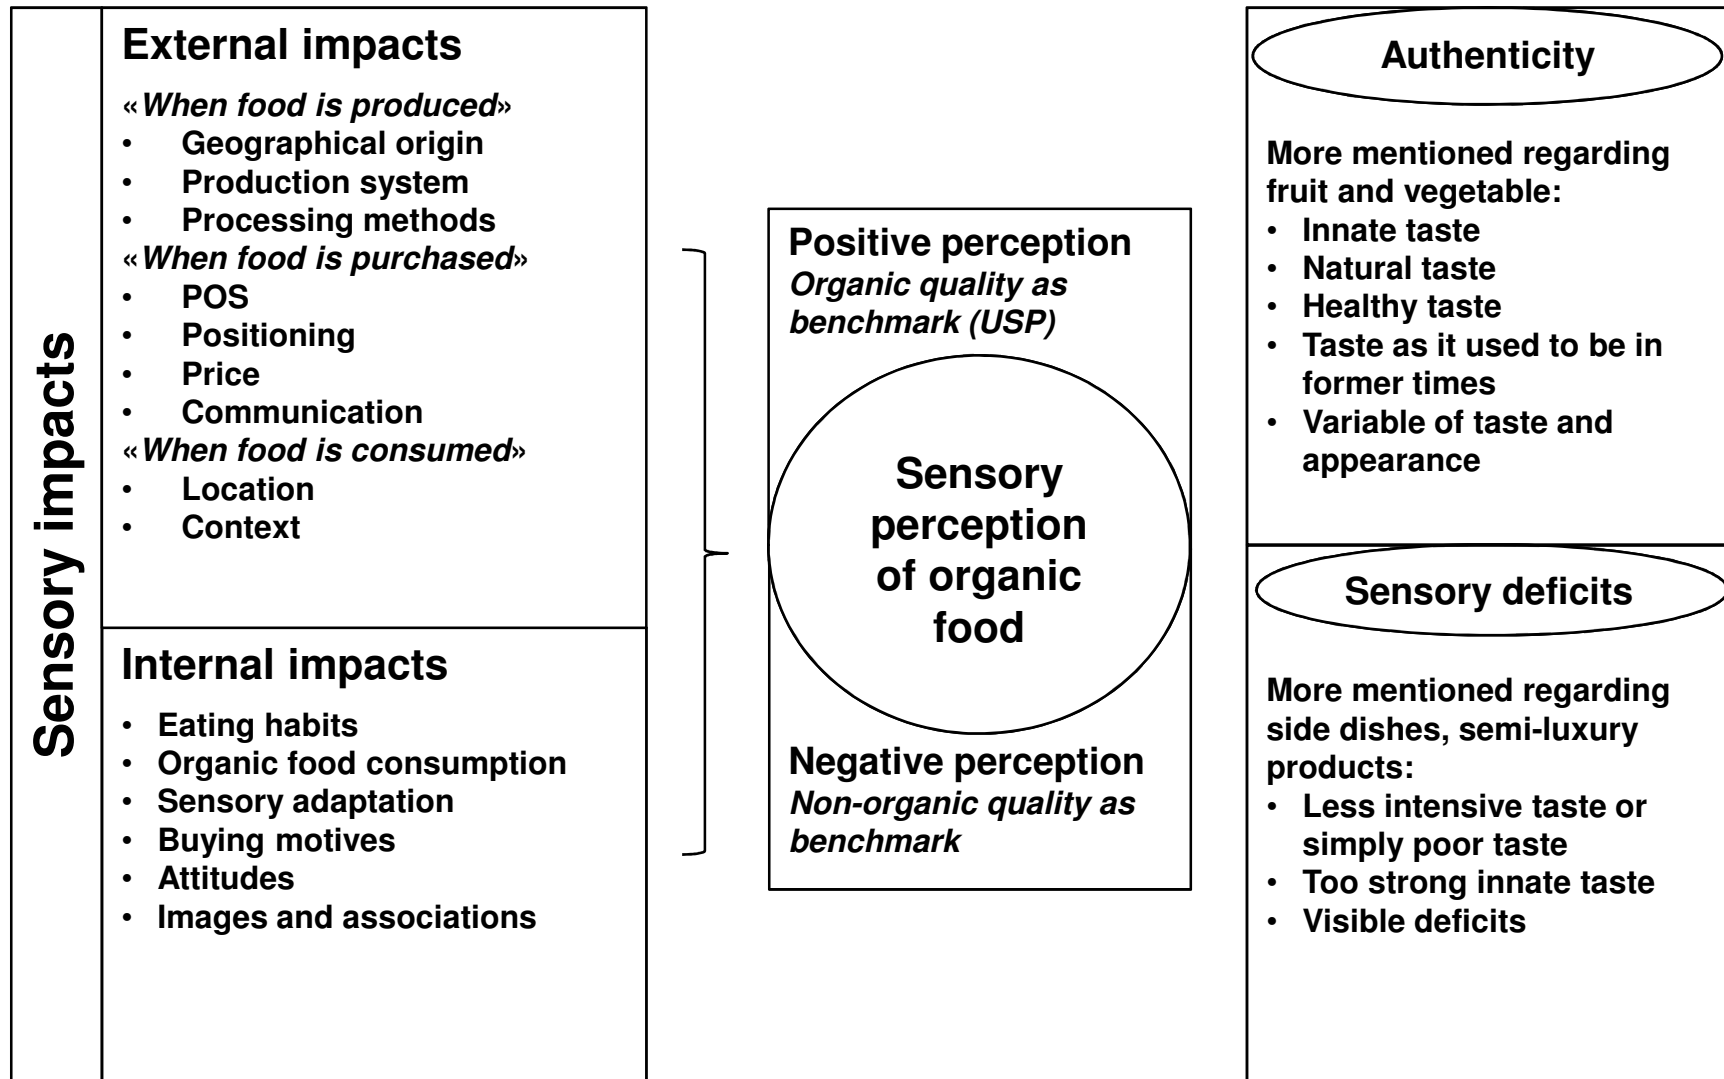 Sensory impacts
External impacts
«When food is produced»
• Geographical origin
• Production system
• Processing methods
«When food is purchased»
• POS
• Positioning
• Price
• Communication
«When food is consumed»
• Location
• Context
Internal impacts
• Eating habits
• Organic food consumption
• Sensory adaptation
• Buying motives
• Attitudes
• Images and associations
Positive perception
Organic quality as
benchmark (USP)
Sensory
perception
of organic
food
Negative perception
Non-organic quality as
benchmark
Authenticity
More mentioned regarding
fruit and vegetable:
• Innate taste
• Natural taste
• Healthy taste
• Taste as it used to be in
former times
• Variable of taste and
appearance
Sensory deficits
More mentioned regarding
side dishes, semi-luxury
products:
• Less intensive taste or
simply poor taste
• Too strong innate taste
• Visible deficits